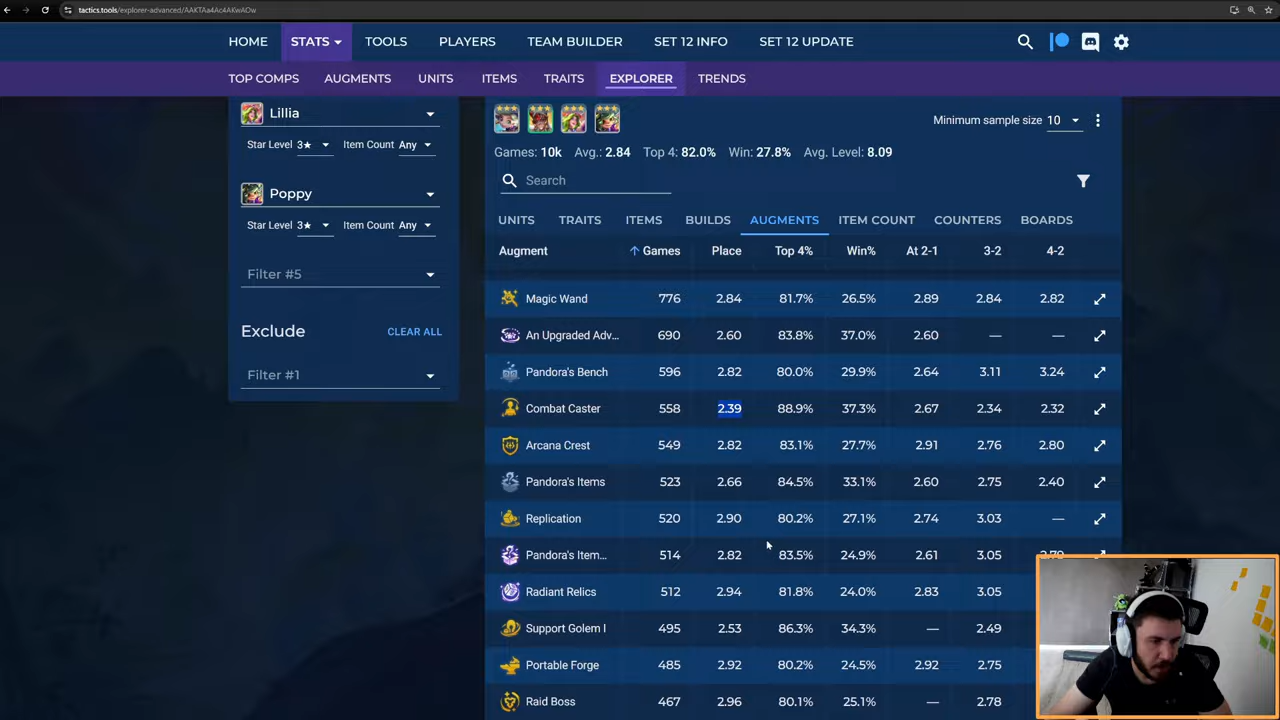 tactics.tools/explorer-advanced/AAKTAa4Ac4AKwAOw
HOME STATS TOOLS PLAYERS TEAM BUILDER SET 12 INFO SET 12 UPDATE
TOP COMPS AUGMENTS UNITS ITEMS TRAITS EXPLORER TRENDS
Lillia
Star Level 3★ Item Count Any
Poppy
Star Level 3★ Item Count Any
Filter #5
Exclude CLEAR ALL
Filter #1
Minimum sample size 10
Games: 10k Avg.: 2.84 Top 4: 82.0% Win: 27.8% Avg. Level: 8.09
Search
UNITS TRAITS ITEMS BUILDS AUGMENTS ITEM COUNT COUNTERS BOARDS
Augment ↑ Games Place Top 4% Win% At 2-1 3-2 4-2
Magic Wand 776 2.84 81.7% 26.5% 2.89 2.84 2.82
An Upgraded Adv... 690 2.60 83.8% 37.0% 2.60 — —
Pandora's Bench 596 2.82 80.0% 29.9% 2.64 3.11 3.24
Combat Caster 558 2.39 88.9% 37.3% 2.67 2.34 2.32
Arcana Crest 549 2.82 83.1% 27.7% 2.91 2.76 2.80
Pandora's Items 523 2.66 84.5% 33.1% 2.60 2.75 2.40
Replication 520 2.90 80.2% 27.1% 2.74 3.03 —
Pandora's Item... 514 2.82 83.5% 24.9% 2.61 3.05
Radiant Relics 512 2.94 81.8% 24.0% 2.83 3.05
Support Golem I 495 2.53 86.3% 34.3% — 2.49
Portable Forge 485 2.92 80.2% 24.5% 2.92 2.75
Raid Boss 467 2.96 80.1% 25.1% — 2.78